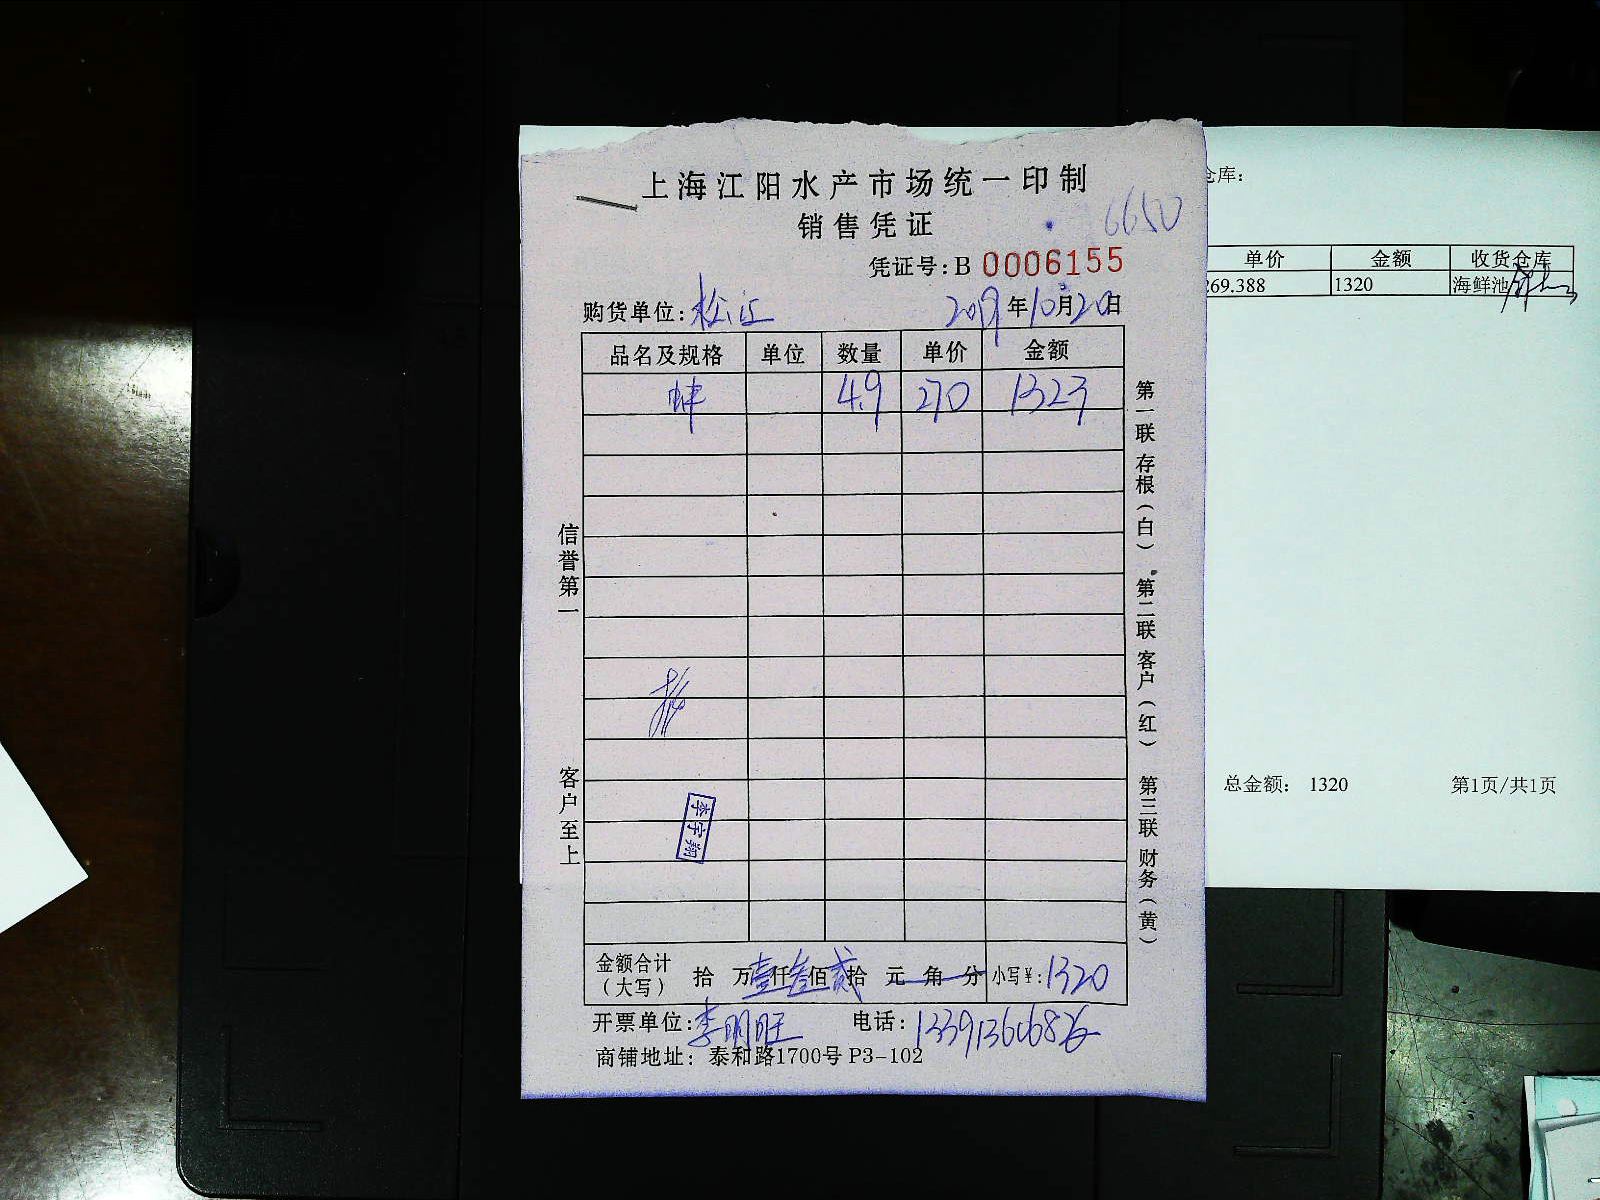 上海江阳水产市场统一印制
销售凭证
6650
凭证号：B 0006155
购货单位：松江 2019年10月20日
品名及规格 单位 数量 单价 金额
4.9 270 1323
信誉第一
客户至上
第一联 存根（白） 第二联 客户（红） 第三联 财务（黄）
李宇翔
金额合计（大写） 拾 万壹仟叁佰贰拾 元 角 分 小写¥：1320
开票单位：李明旺 电话：
商铺地址：泰和路1700号 P3-102
仓库：
单价 金额 收货仓库
269.388 1320 海鲜池
总金额： 1320 第1页/共1页